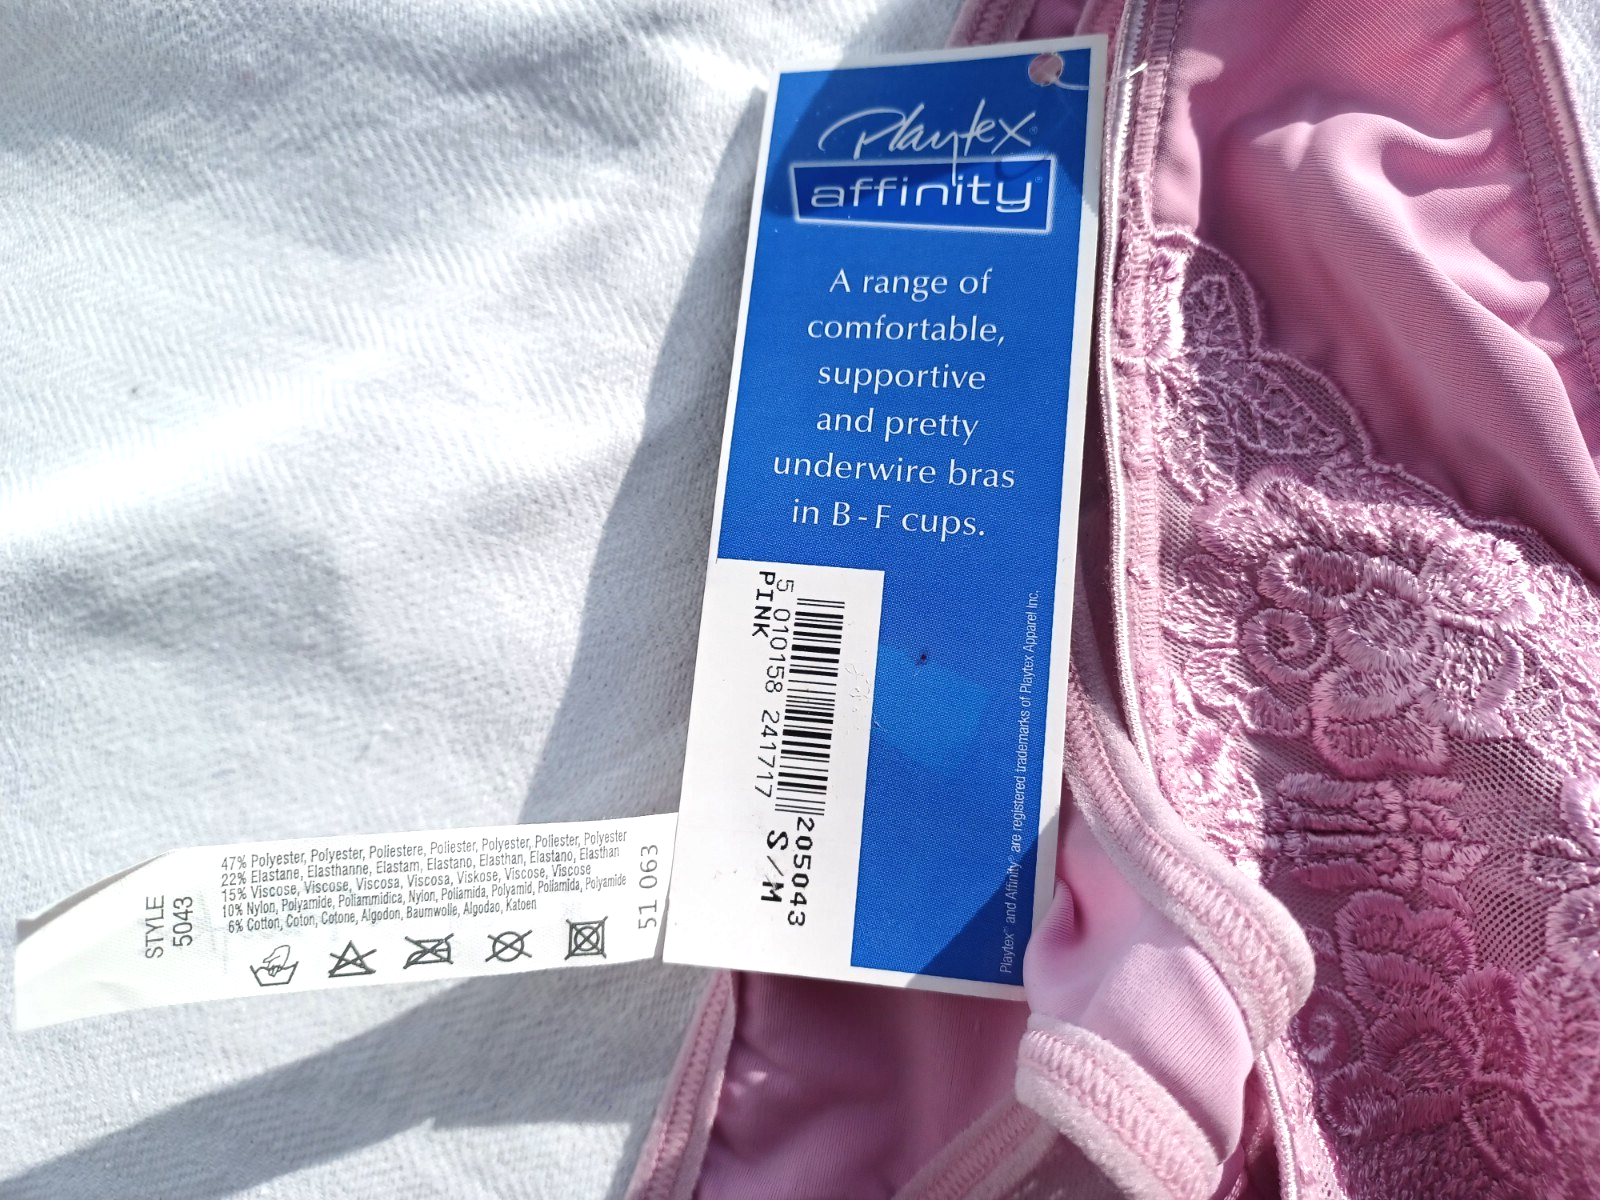 Playtex
affinity
A range of
comfortable,
supportive
and pretty
underwire bras
in B-F cups.
5 010158 241717
PINK
S/M
205043
Playtex® and Affinity® are registered trademarks of Playtex Apparel Inc.
STYLE
5043
47% Polyester, Polyester, Poliestere, Poliester, Polyester, Poliester, Polyester
22% Elastane, Elasthanne, Elastam, Elastano, Elasthan, Elastano, Elasthan
15% Viscose, Viscose, Viscosa, Viscosa, Viskose, Viscose, Viscose
10% Nylon, Polyamide, Poliammidica, Nylon, Poliamida, Polyamid, Poliamida, Polyamide
6% Cotton, Coton, Cotone, Algodon, Baumwolle, Algodao, Katoen
51 063